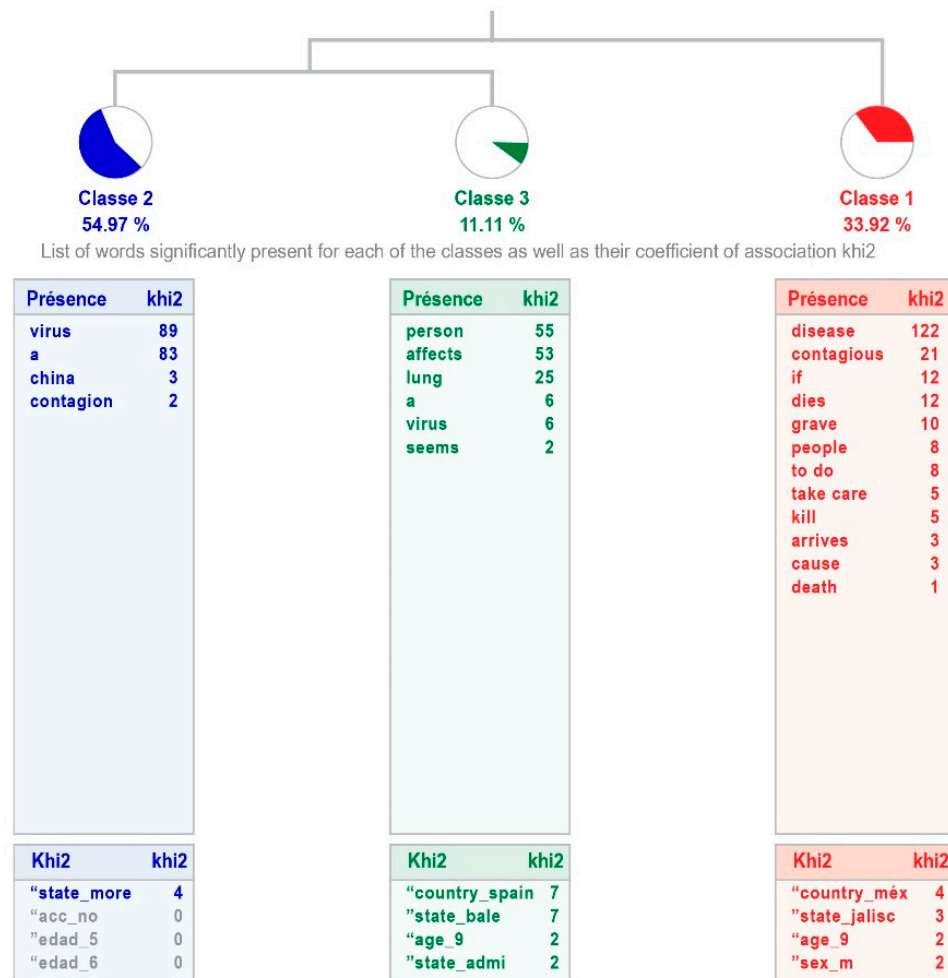 Classe 2
54.97 %
Classe 3
11.11 %
Classe 1
33.92 %
List of words significantly present for each of the classes as well as their coefficient of association khi2
Présence khi2
virus 89
a 83
china 3
contagion 2
Présence khi2
person 55
affects 53
lung 25
a 6
virus 6
seems 2
Présence khi2
disease 122
contagious 21
if 12
dies 12
grave 10
people 8
to do 8
take care 5
kill 5
arrives 3
cause 3
death 1
Khi2 khi2
“state_more 4
“acc_no 0
”edad_5 0
“edad_6 0
Khi2 khi2
“country_spain 7
”state_bale 7
“age_9 2
“state_admi 2
Khi2 khi2
“country_méx 4
”state_jalisc 3
“age_9 2
“sex_m 2